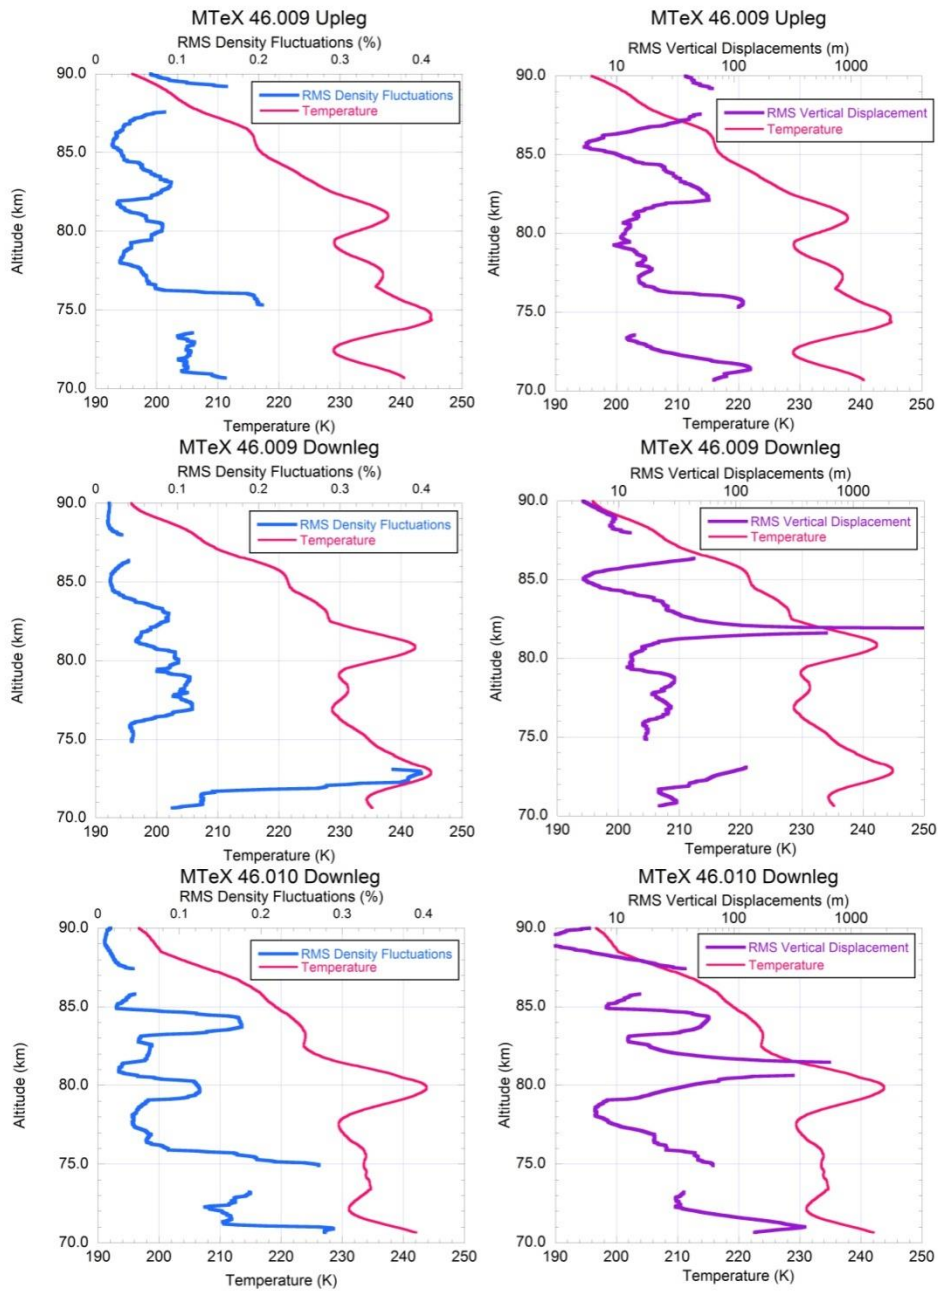 MTeX 46.009 Upleg
RMS Density Fluctuations (%)
0 0.1 0.2 0.3 0.4
90.0
85.0
80.0
75.0
70.0
Altitude (km)
RMS Density Fluctuations
Temperature
190 200 210 220 230 240 250
Temperature (K)
MTeX 46.009 Upleg
RMS Vertical Displacements (m)
10 100 1000
90.0
85.0
80.0
75.0
70.0
Altitude (km)
RMS Vertical Displacement
Temperature
190 200 210 220 230 240 250
Temperature (K)
MTeX 46.009 Downleg
RMS Density Fluctuations (%)
0 0.1 0.2 0.3 0.4
90.0
85.0
80.0
75.0
70.0
Altitude (km)
RMS Density Fluctuations
Temperature
190 200 210 220 230 240 250
Temperature (K)
MTeX 46.009 Downleg
RMS Vertical Displacements (m)
10 100 1000
90.0
85.0
80.0
75.0
70.0
Altitude (km)
RMS Vertical Displacement
Temperature
190 200 210 220 230 240 250
Temperature (K)
MTeX 46.010 Downleg
RMS Density Fluctuations (%)
0 0.1 0.2 0.3 0.4
90.0
85.0
80.0
75.0
70.0
Altitude (km)
RMS Density Fluctuations
Temperature
190 200 210 220 230 240 250
Temperature (K)
MTeX 46.010 Downleg
RMS Vertical Displacements (m)
10 100 1000
90.0
85.0
80.0
75.0
70.0
Altitude (km)
RMS Vertical Displacement
Temperature
190 200 210 220 230 240 250
Temperature (K)